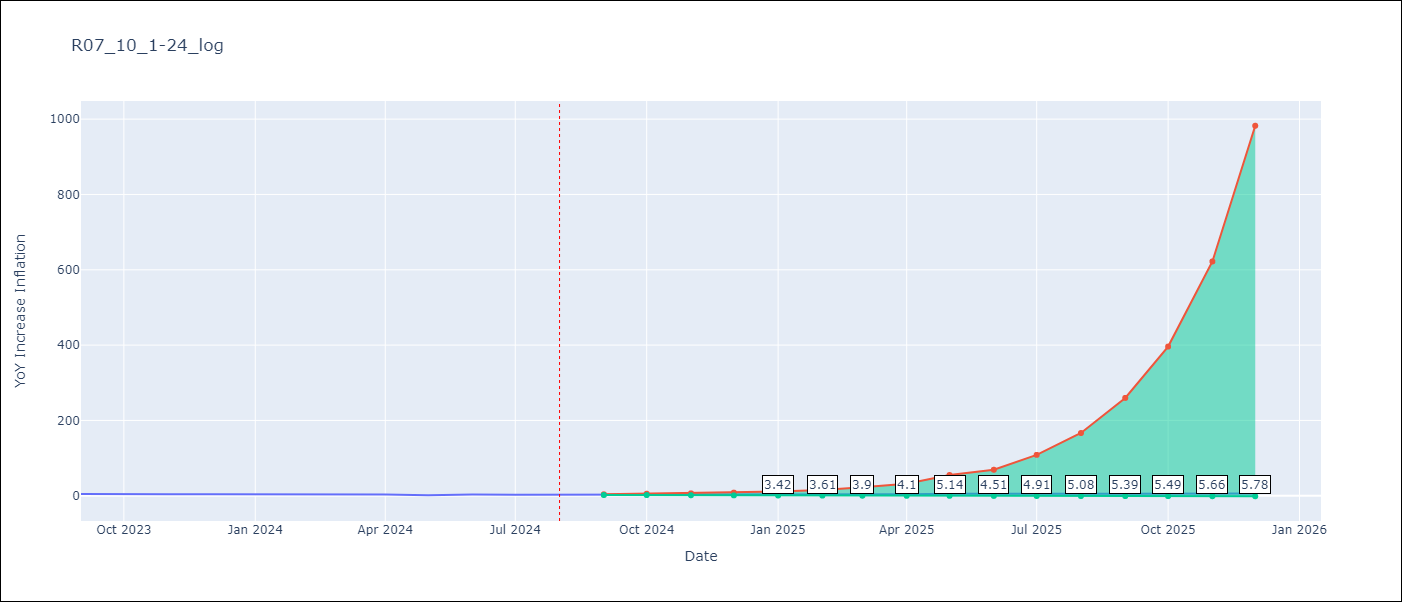 R07_10_1-24_log
YoY Increase Inflation
1000
800
600
400
200
0
3.42 3.61 3.9 4.1 5.14 4.51 4.91 5.08 5.39 5.49 5.66 5.78
Oct 2023 Jan 2024 Apr 2024 Jul 2024 Oct 2024 Jan 2025 Apr 2025 Jul 2025 Oct 2025 Jan 2026
Date